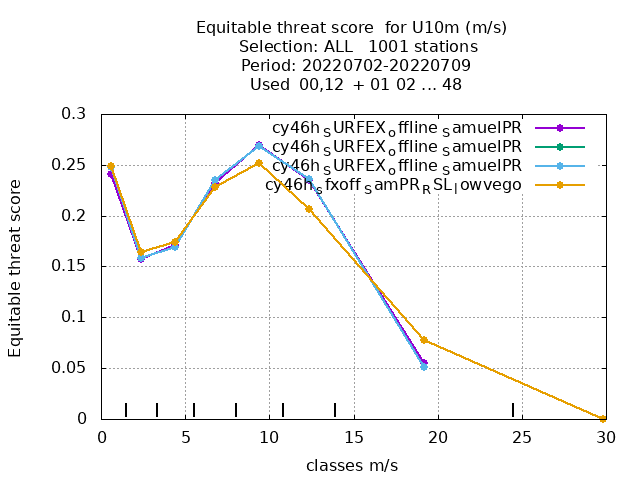 Equitable threat score for U10m (m/s)
Selection: ALL 1001 stations
Period: 20220702-20220709
Used 00,12 + 01 02 ... 48
0.3
0.25
0.2
0.15
0.1
0.05
0
Equitable threat score
cy46h_SURFEX_offline_SamuelPR
cy46h_SURFEX_offline_SamuelPR
cy46h_SURFEX_offline_SamuelPR
cy46h_sfxoff_SamPR_RSL_lowvego
0 5 10 15 20 25 30
classes m/s